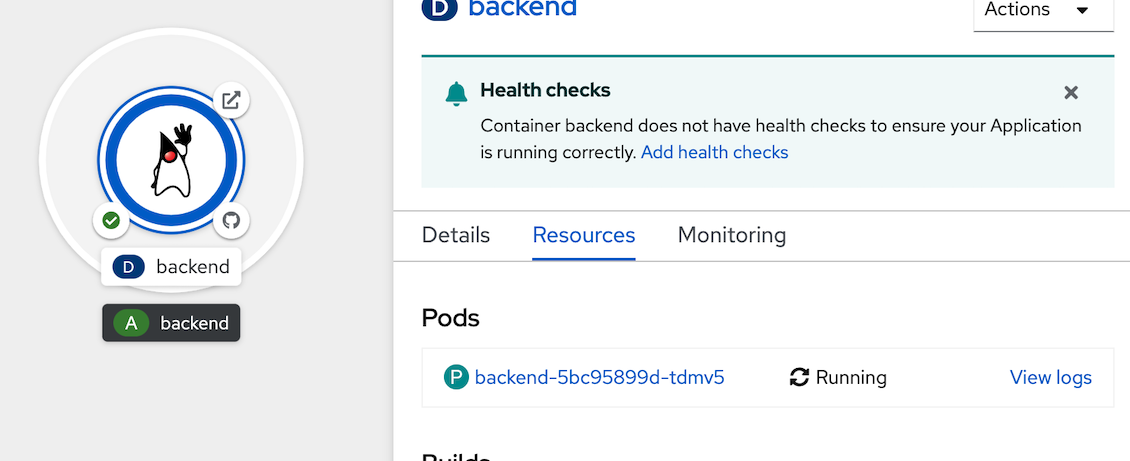 D backend
Actions
Health checks
Container backend does not have health checks to ensure your Application
is running correctly. Add health checks
Details Resources Monitoring
D backend
A backend
Pods
P backend-5bc95899d-tdmv5 Running View logs
Builds